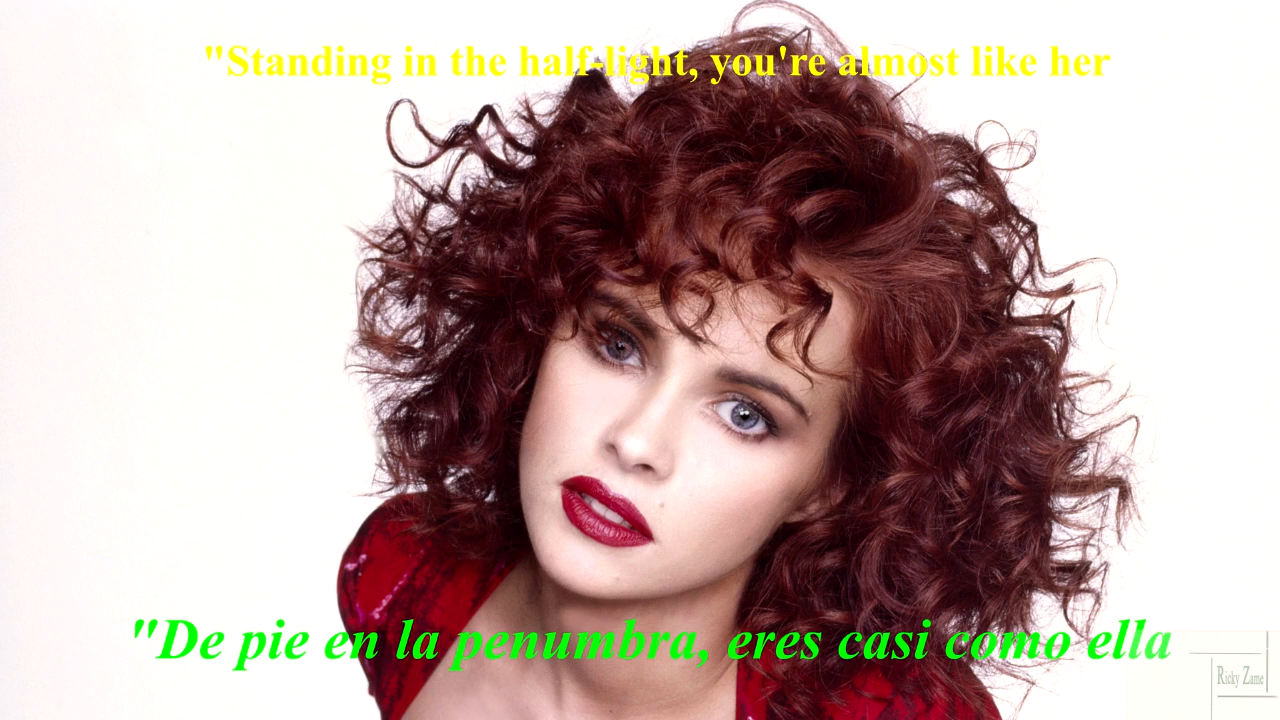 "Standing in the half-light, you're almost like her
"De pie en la penumbra, eres casi como ella
Ricky Zame